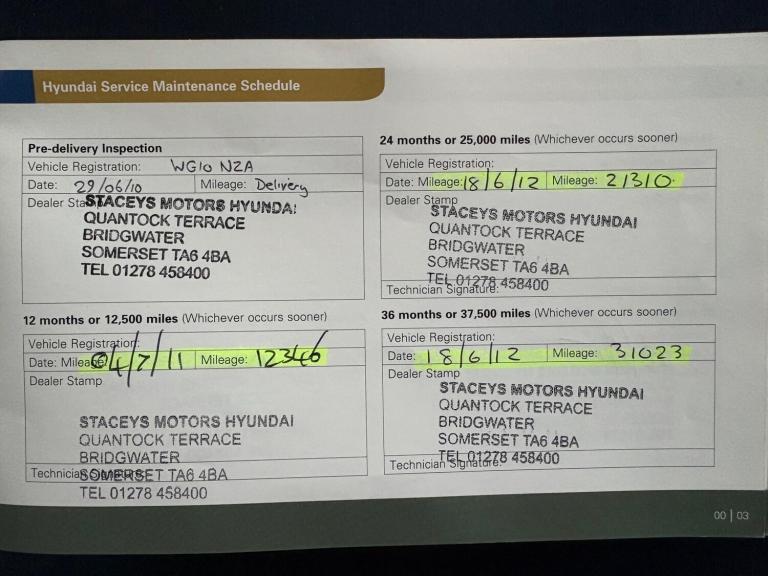 Hyundai Service Maintenance Schedule
Pre-delivery Inspection
Vehicle Registration: WG10 NZA
Date: 29/06/10 Mileage: Delivery
Dealer Stamp
STACEYS MOTORS HYUNDAI
QUANTOCK TERRACE
BRIDGWATER
SOMERSET TA6 4BA
TEL 01278 458400
12 months or 12,500 miles (Whichever occurs sooner)
Vehicle Registration:
Date: Mileage: 04/7/11 Mileage: 12346
Dealer Stamp
STACEYS MOTORS HYUNDAI
QUANTOCK TERRACE
BRIDGWATER
Technician
SOMERSET TA6 4BA
TEL 01278 458400
24 months or 25,000 miles (Whichever occurs sooner)
Vehicle Registration:
Date: Mileage: 18/6/12 Mileage: 21310
Dealer Stamp
STACEYS MOTORS HYUNDAI
QUANTOCK TERRACE
BRIDGWATER
SOMERSET TA6 4BA
TEL 01278 458400
Technician Signature:
36 months or 37,500 miles (Whichever occurs sooner)
Vehicle Registration:
Date: 18/6/12 Mileage: 31023
Dealer Stamp
STACEYS MOTORS HYUNDAI
QUANTOCK TERRACE
BRIDGWATER
SOMERSET TA6 4BA
TEL 01278 458400
Technician Signature:
00 | 03